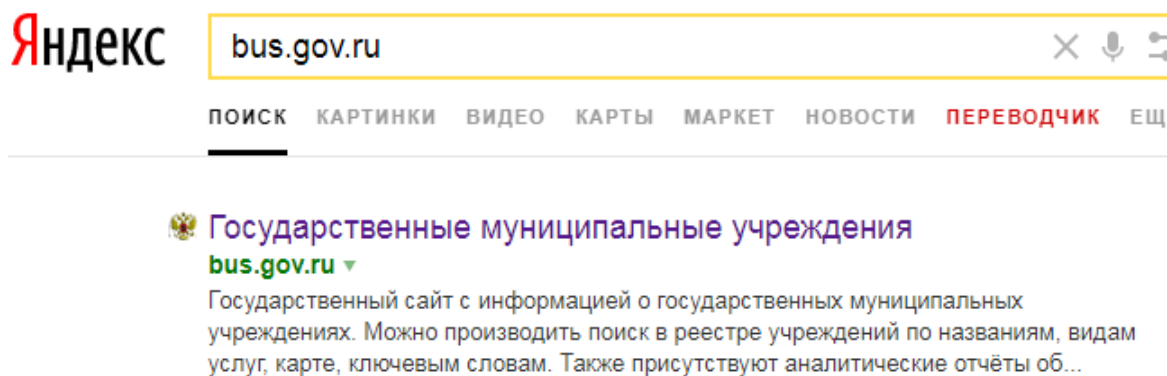 Яндекс
bus.gov.ru
ПОИСК КАРТИНКИ ВИДЕО КАРТЫ МАРКЕТ НОВОСТИ ПЕРЕВОДЧИК ЕЩ
Государственные муниципальные учреждения
bus.gov.ru
Государственный сайт с информацией о государственных муниципальных
учреждениях. Можно производить поиск в реестре учреждений по названиям, видам
услуг, карте, ключевым словам. Также присутствуют аналитические отчёты об...